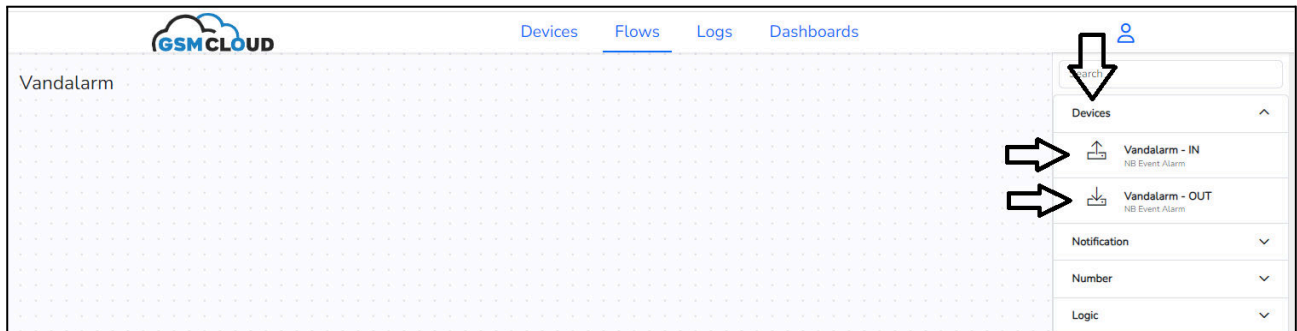 GSMCLOUD
Devices Flows Logs Dashboards
Vandalarm
Search
Devices
Vandalarm - IN
NB Event Alarm
Vandalarm - OUT
NB Event Alarm
Notification
Number
Logic